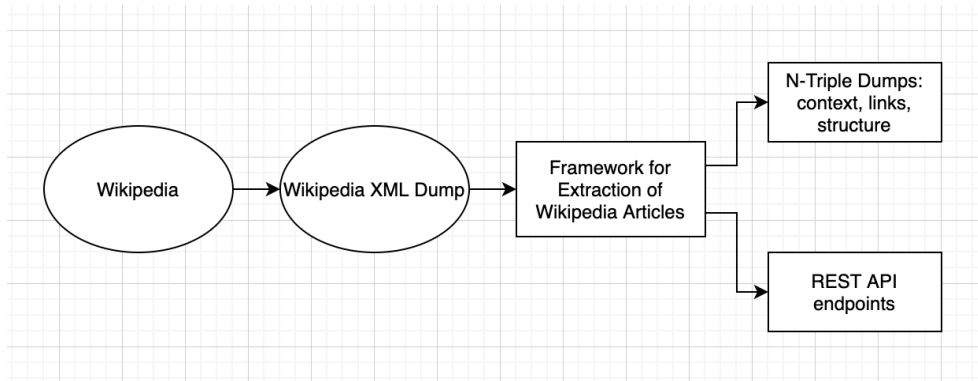 Wikipedia
Wikipedia XML Dump
Framework for
Extraction of
Wikipedia Articles
N-Triple Dumps:
context, links,
structure
REST API
endpoints